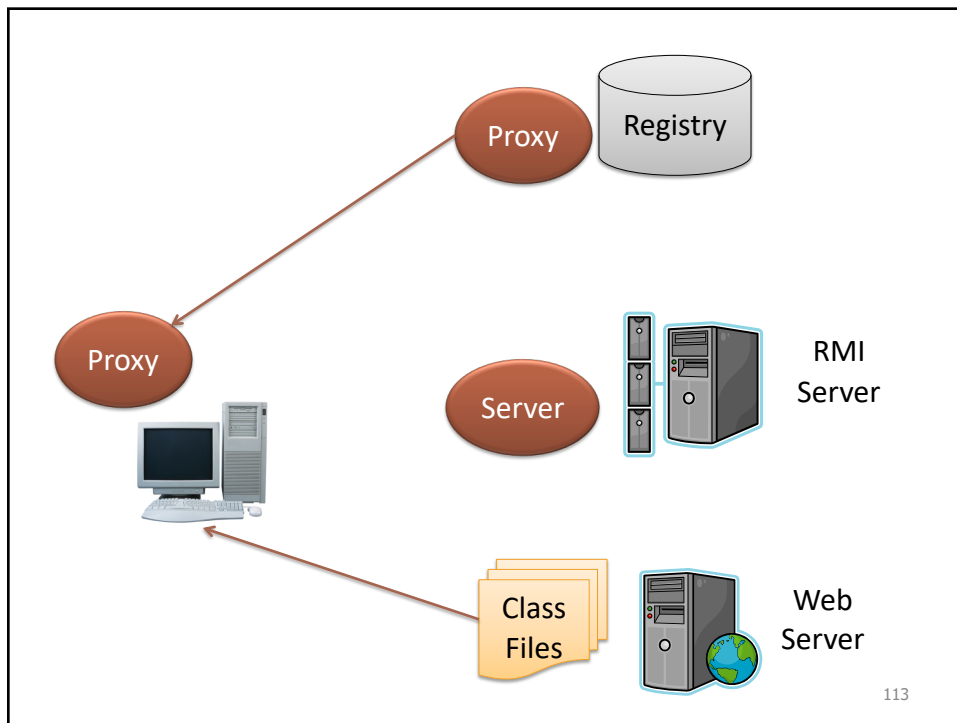 Proxy
Registry
Proxy
Server
RMI
Server
Class
Files
Web
Server
113